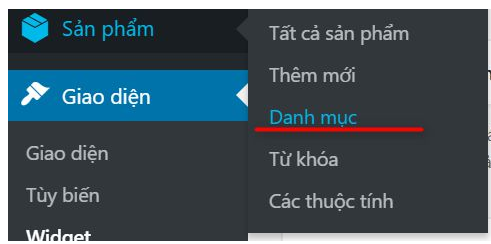 Sản phẩm
Giao diện
Giao diện
Tùy biến
Widget
Tất cả sản phẩm
Thêm mới
Danh mục
Từ khóa
Các thuộc tính